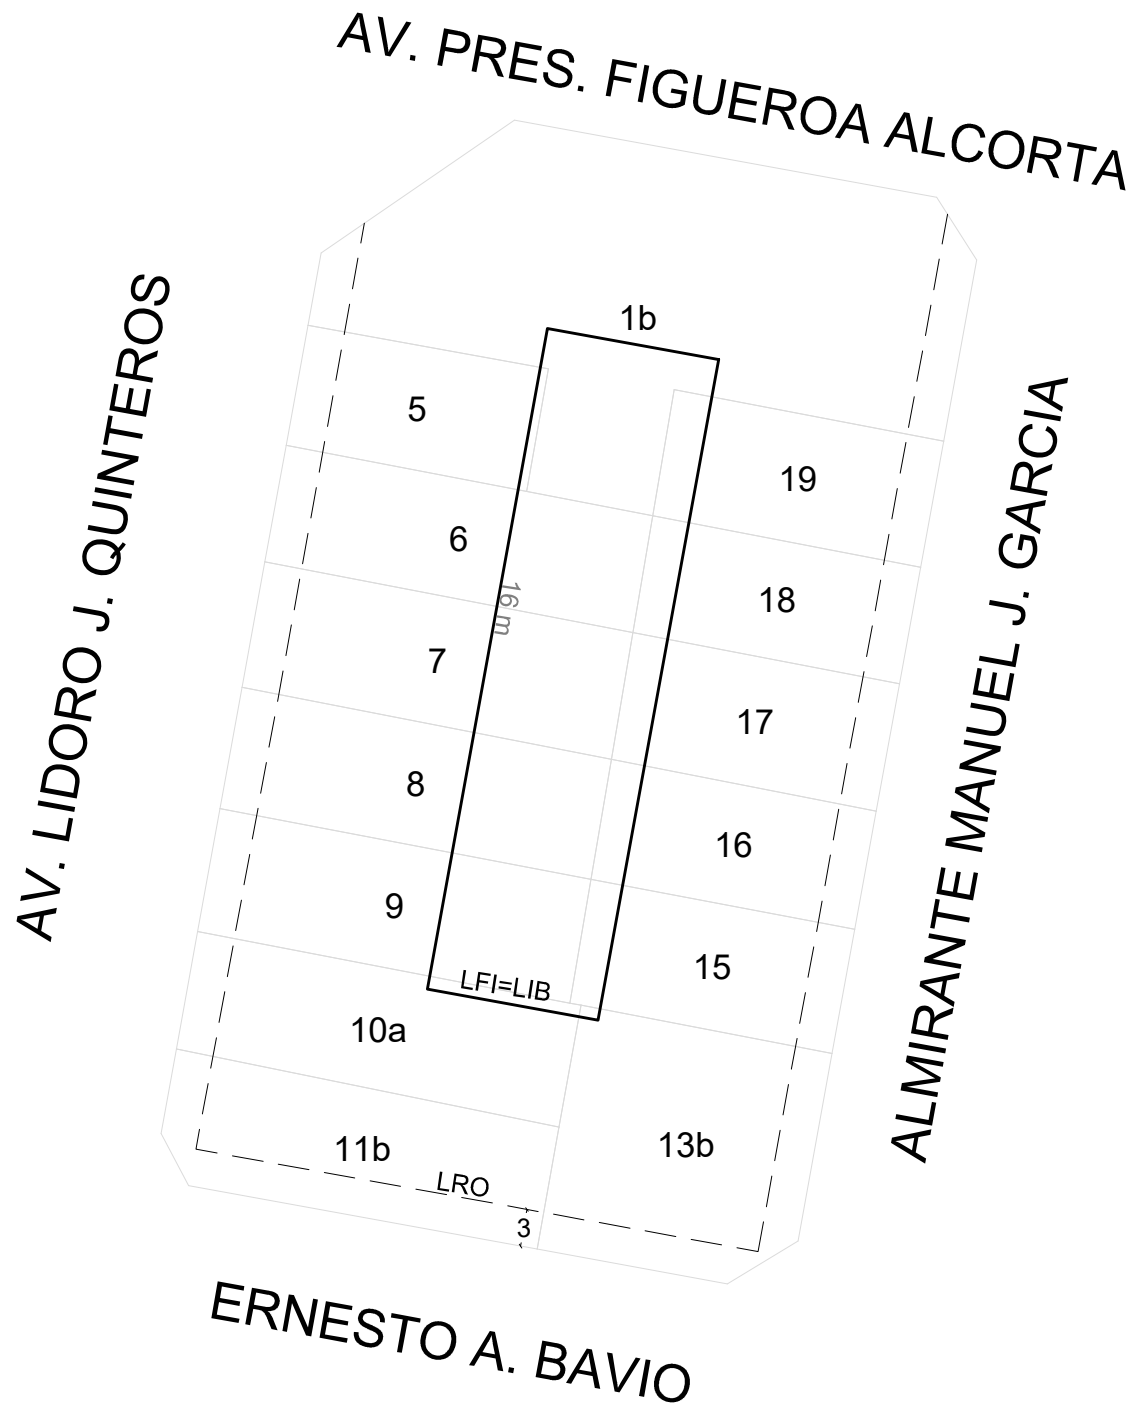 AV. PRES. FIGUEROA ALCORTA
AV. LIDORO J. QUINTEROS
1b
5
19
6
18
16 m
7
17
8
16
9
15
LFI=LIB
10a
11b
13b
LRO
3
ALMIRANTE MANUEL J. GARCIA
ERNESTO A. BAVIO